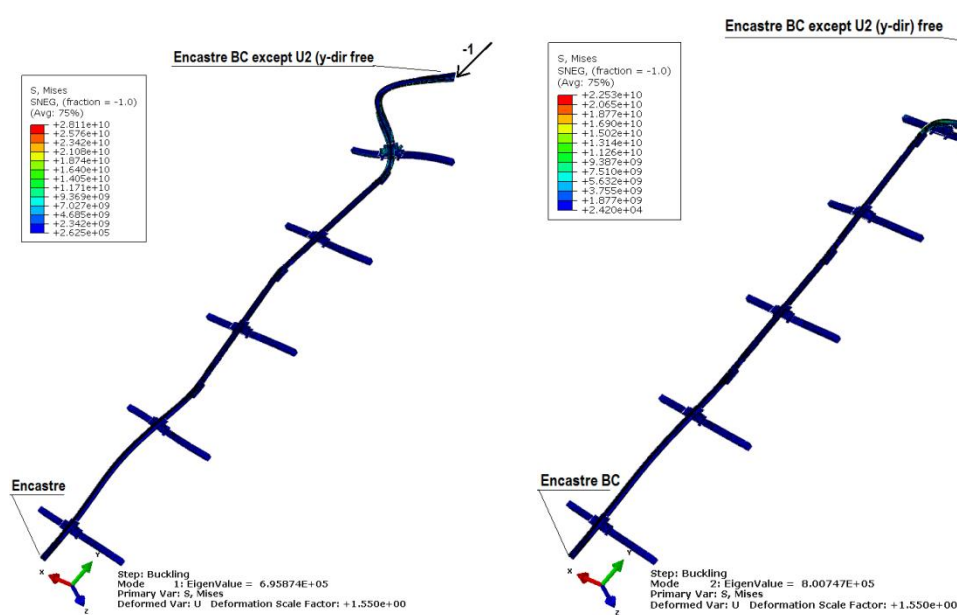 Encastre BC except U2 (y-dir free
-1
S, Mises
SNEG, (fraction = -1.0)
(Avg: 75%)
+2.811e+10
+2.576e+10
+2.342e+10
+2.108e+10
+1.874e+10
+1.640e+10
+1.405e+10
+1.171e+10
+9.369e+09
+7.027e+09
+4.685e+09
+2.342e+09
+2.625e+05
Encastre
X
Y
Z
Step: Buckling
Mode 1: EigenValue = 6.95874E+05
Primary Var: S, Mises
Deformed Var: U Deformation Scale Factor: +1.550e+00
Encastre BC except U2 (y-dir) free
S, Mises
SNEG, (fraction = -1.0)
(Avg: 75%)
+2.253e+10
+2.065e+10
+1.877e+10
+1.690e+10
+1.502e+10
+1.314e+10
+1.126e+10
+9.387e+09
+7.510e+09
+5.632e+09
+3.755e+09
+1.877e+09
+2.420e+04
Encastre BC
X
Y
Z
Step: Buckling
Mode 2: EigenValue = 8.00747E+05
Primary Var: S, Mises
Deformed Var: U Deformation Scale Factor: +1.550e+00